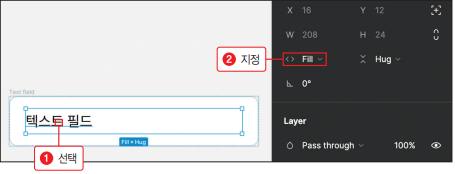 X 16 Y 12
W 208 H 24
2 지정
Fill Hug
0°
Text field
텍스트 필드
Layer
Fill × Hug
Pass through 100%
1 선택